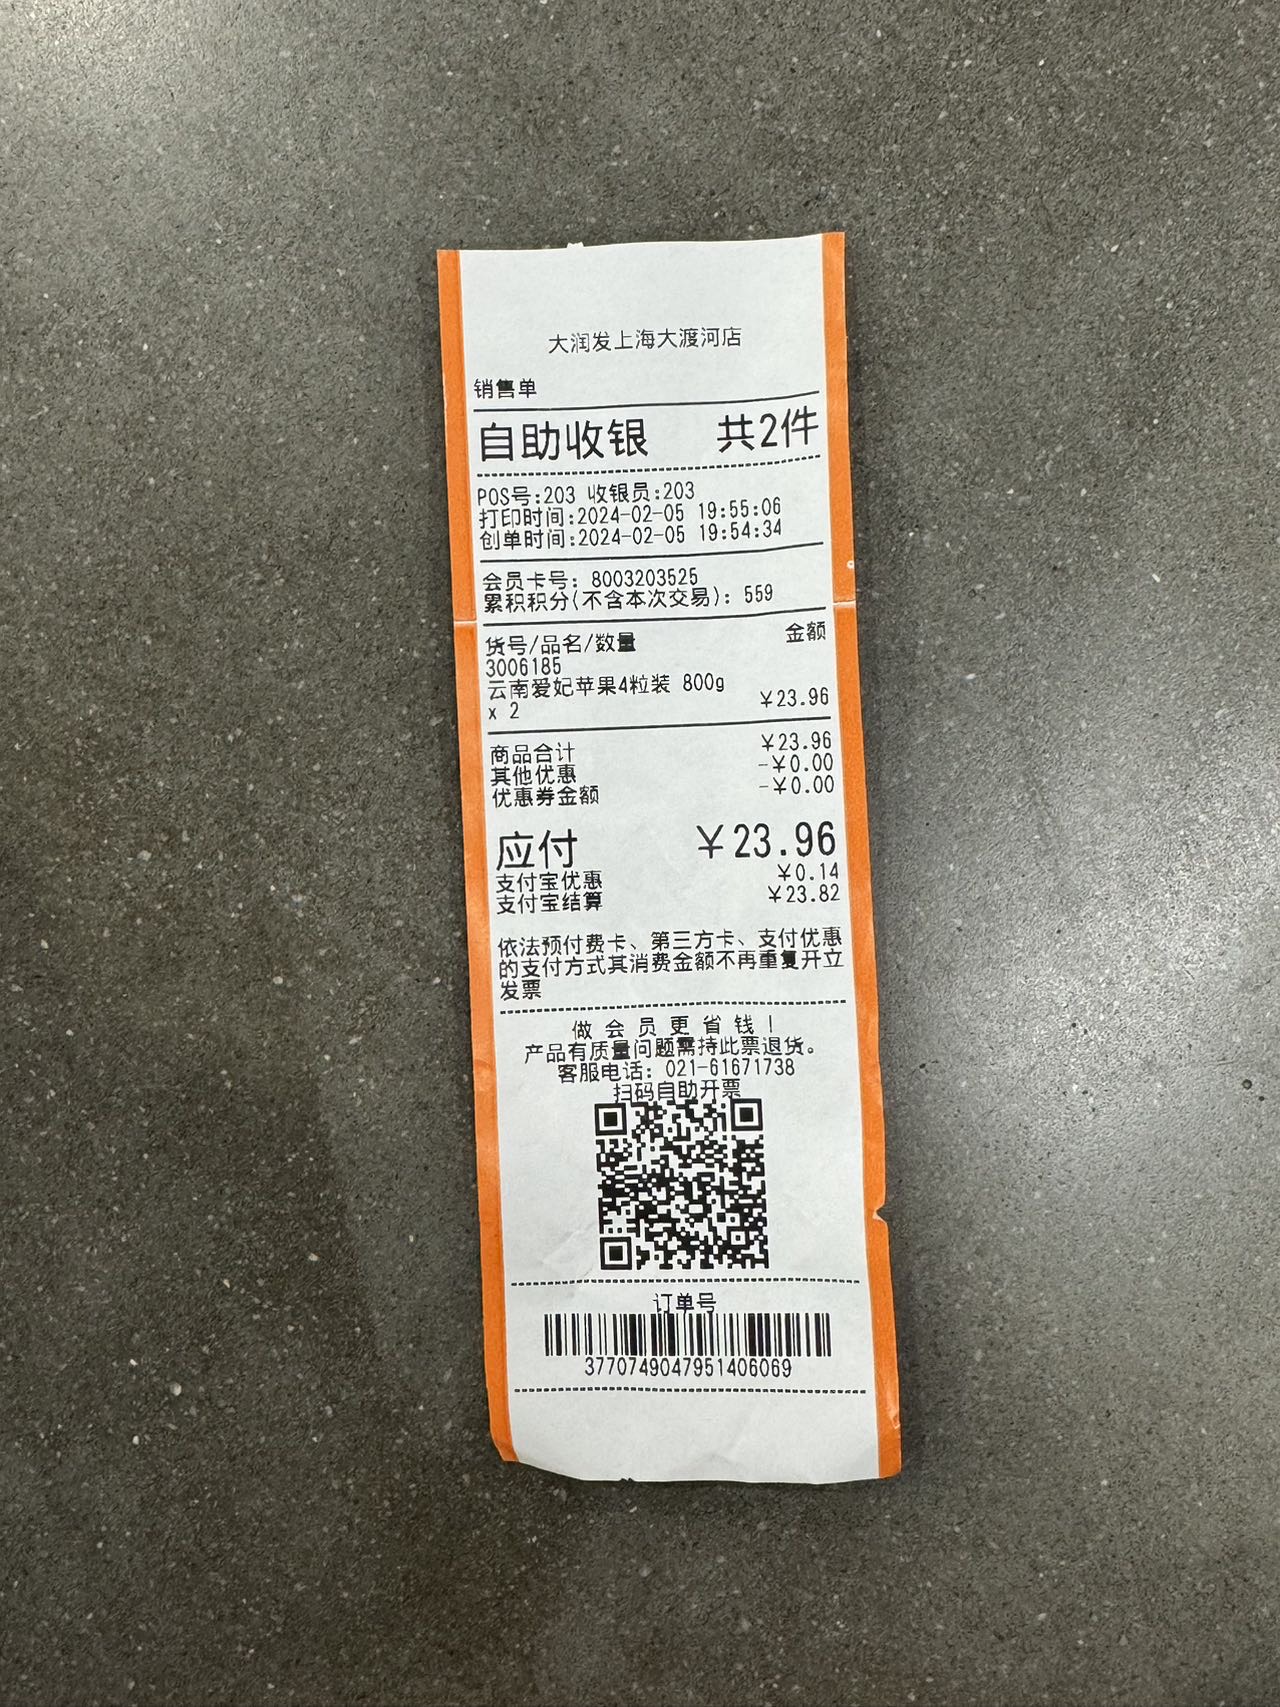 大润发上海大渡河店
销售单
自助收银 共2件
POS号:203 收银员:203
打印时间:2024-02-05 19:55:06
创单时间:2024-02-05 19:54:34
会员卡号: 8003203525
累积积分(不含本次交易): 559
货号/品名/数量 金额
3006185
云南爱妃苹果4粒装 800g
x 2 ￥23.96
商品合计 ￥23.96
其他优惠 -￥0.00
优惠券金额 -￥0.00
应付 ￥23.96
支付宝优惠 ￥0.14
支付宝结算 ￥23.82
依法预付费卡、第三方卡、支付优惠
的支付方式其消费金额不再重复开立
发票
做会员更省钱！
产品有质量问题需持此票退货。
客服电话: 021-61671738
扫码自助开票
订单号
3770749047951406069